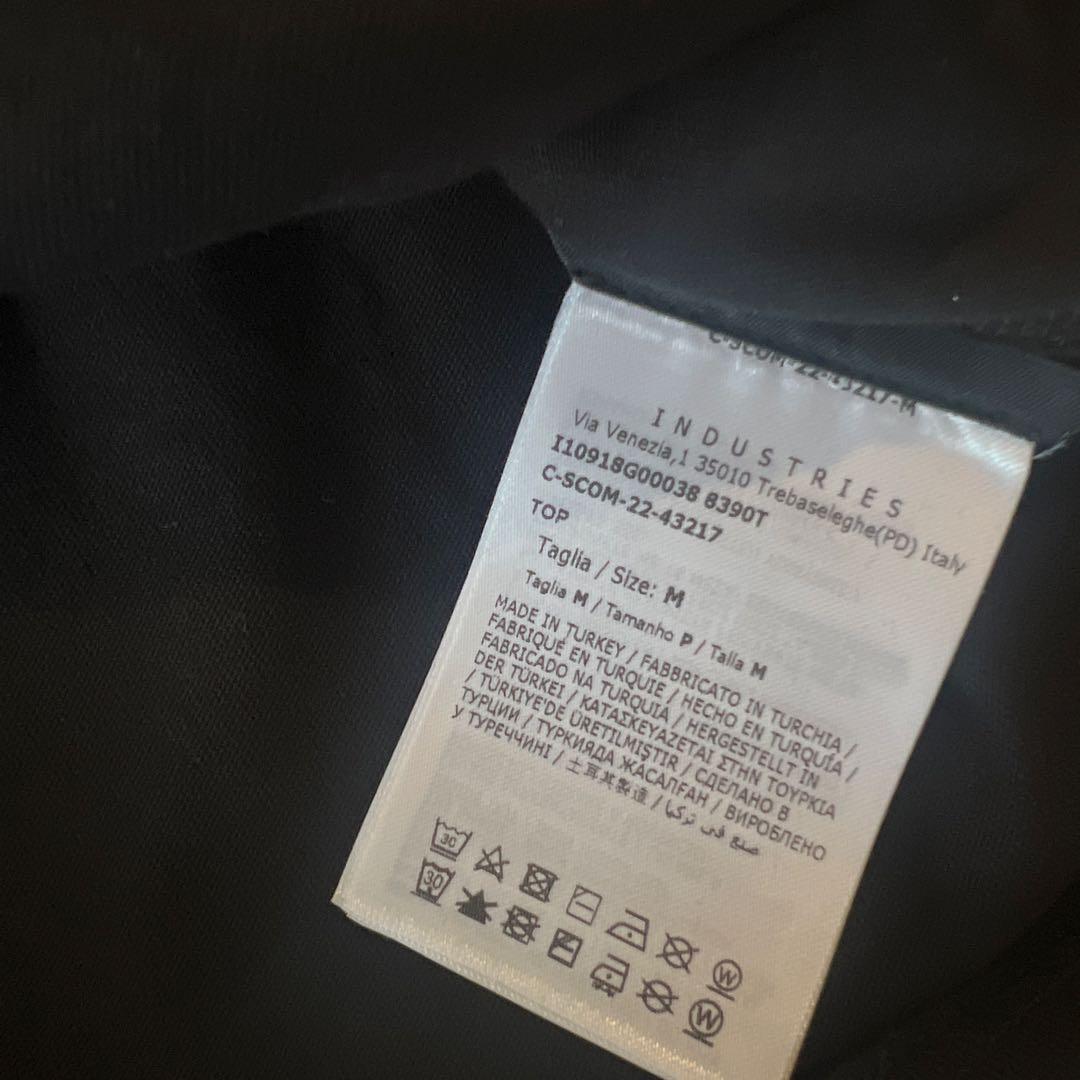 C-SCOM-22-43217-M
INDUSTRIES
Via Venezia,1 35010 Trebaseleghe(PD) Italy
I10918G00038 8390T
C-SCOM-22-43217
TOP
Taglia / Size: M
Taglia M / Tamanho P / Talla M
MADE IN TURKEY / FABBRICATO IN TURCHIA /
FABRIQUÉ EN TURQUIE / HECHO EN TURQUÍA /
FABRICADO NA TURQUIA / HERGESTELLT IN
DER TÜRKEI / ΚΑΤΑΣΚΕΥΑΖΕΤΑΙ ΣΤΗΝ ΤΟΥΡΚΙΑ
/ TÜRKIYE'DE ÜRETILMIŞTIR / СДЕЛАНО В
ТУРЦИИ / ТҮРКИЯДА ЖАСАЛҒАН / ВИРОБЛЕНО
У ТУРЕЧЧИНІ / 土耳其製造 / صنع في تركيا
30 W
30 W